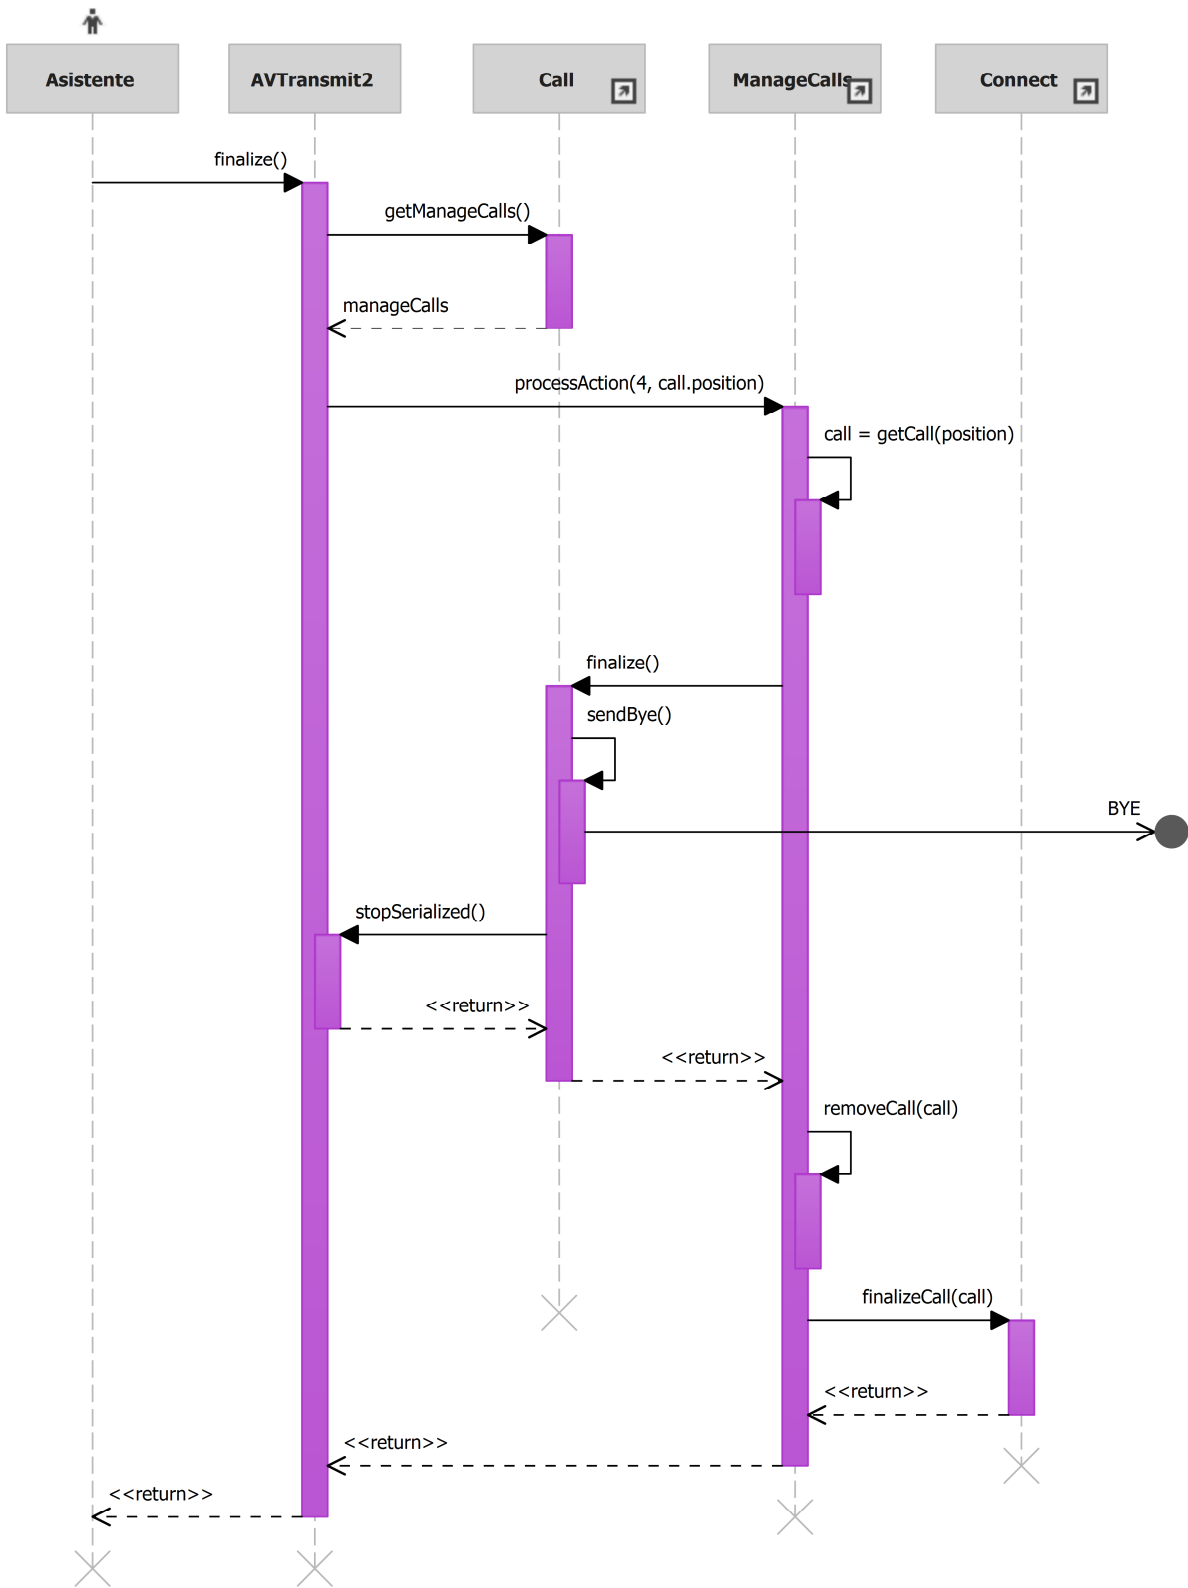 Asistente
AVTransmit2
Call
ManageCalls
Connect
finalize()
getManageCalls()
manageCalls
processAction(4, call.position)
call = getCall(position)
finalize()
sendBye()
BYE
stopSerialized()
<<return>>
<<return>>
removeCall(call)
finalizeCall(call)
<<return>>
<<return>>
<<return>>